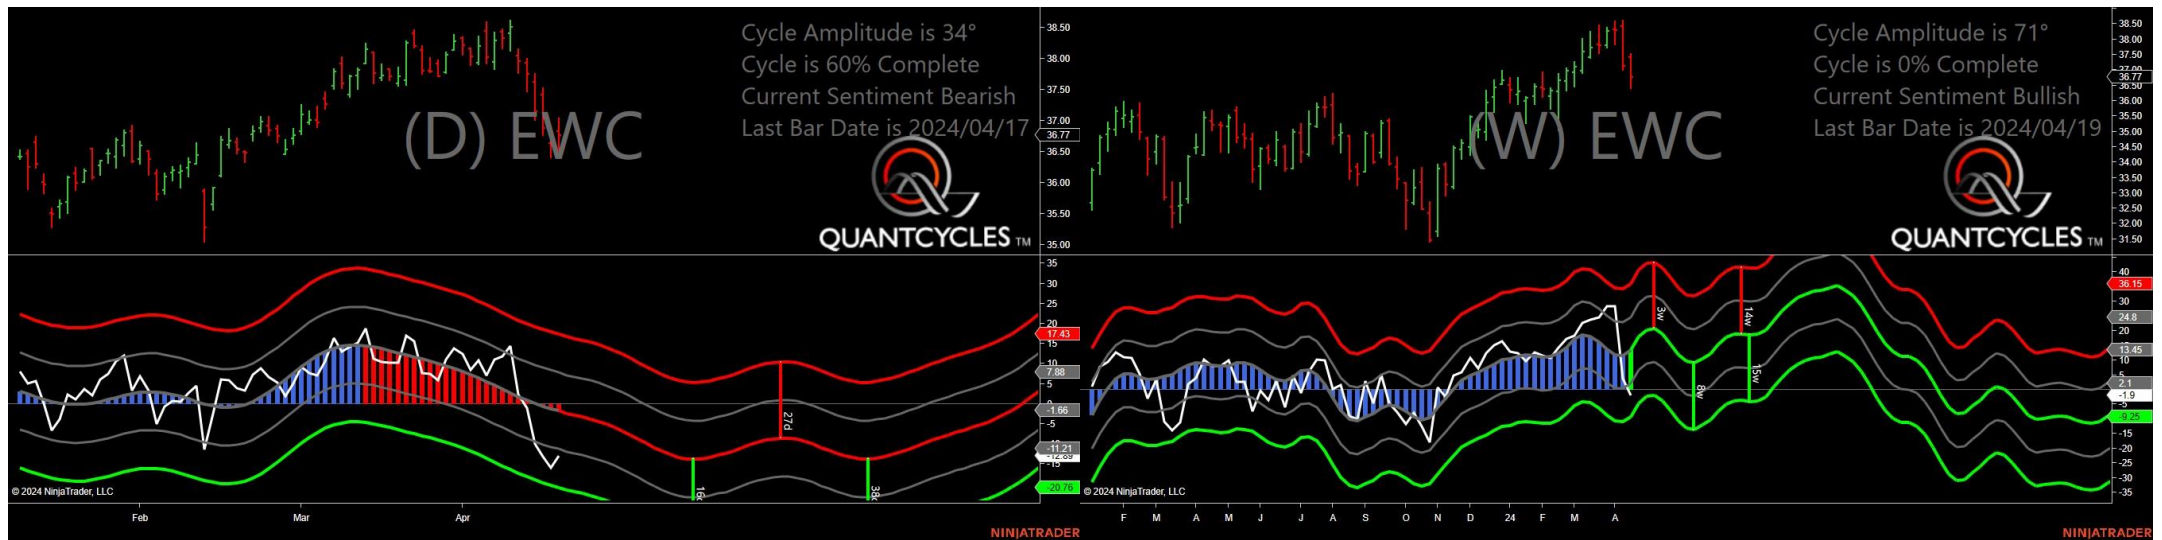 Cycle Amplitude is 34°
Cycle is 60% Complete
Current Sentiment Bearish
Last Bar Date is 2024/04/17
(D) EWC
QUANTCYCLES TM
38.50
38.00
37.50
37.00
36.77
36.50
36.00
35.50
35.00
35
30
25
20
17.43
15
10
7.88
5
-1.66
-5
-11.21
-12.89
-15
-20.76
27d
© 2024 NinjaTrader, LLC
Feb
Mar
Apr
NINJATRADER
Cycle Amplitude is 71°
Cycle is 0% Complete
Current Sentiment Bullish
Last Bar Date is 2024/04/19
(W) EWC
QUANTCYCLES TM
38.50
38.00
37.50
36.77
36.50
36.00
35.50
35.00
34.50
34.00
33.50
33.00
32.50
32.00
31.50
40
36.15
30
24.8
20
13.45
10
2.1
-1.9
-9.25
-15
-20
-25
-30
-35
3w
14w
8w
15w
© 2024 NinjaTrader, LLC
F
M
A
M
J
J
A
S
O
N
D
24
F
M
A
NINJATRADER